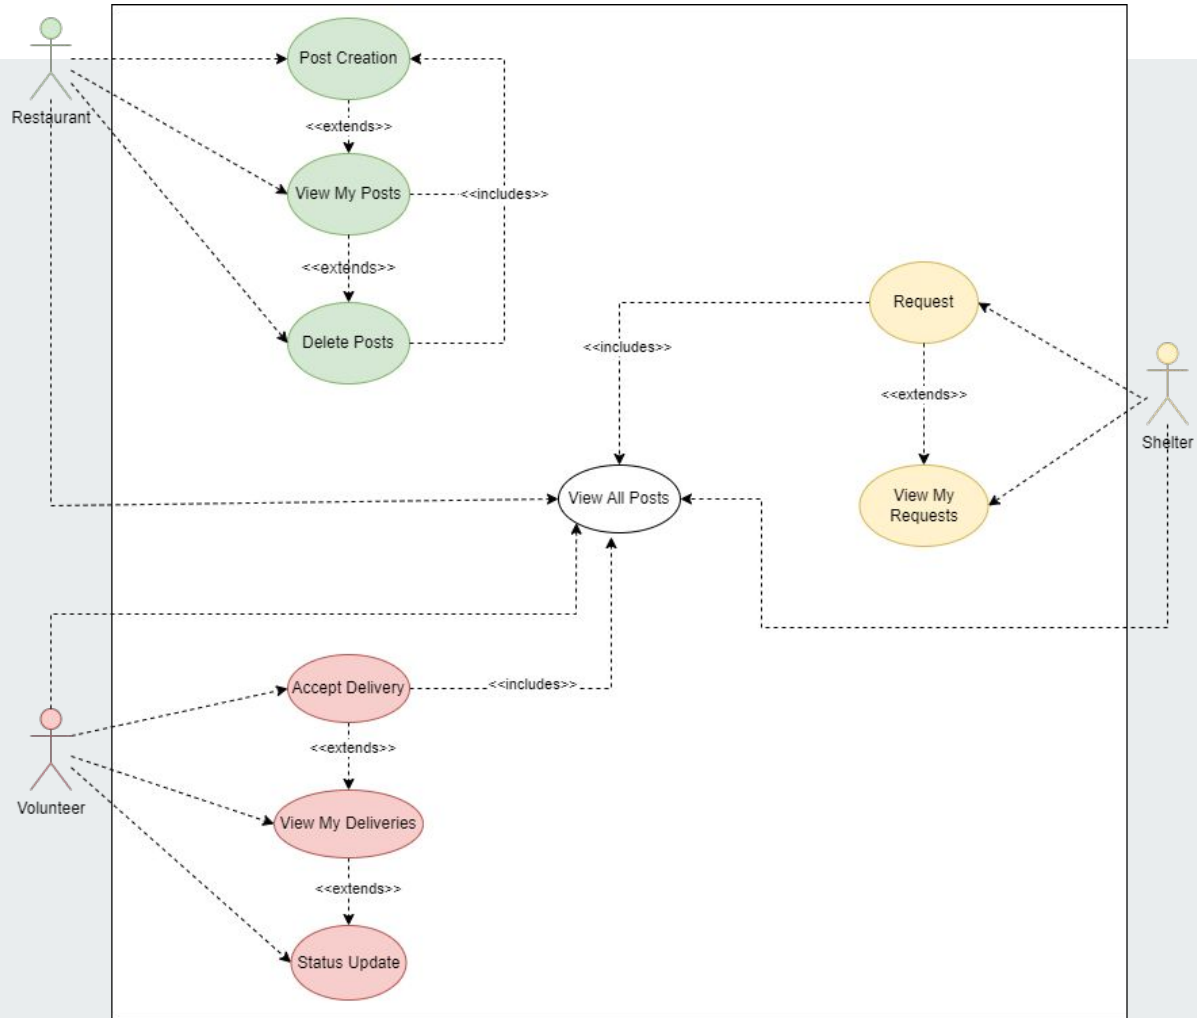 Post Creation
Restaurant
<<extends>>
View My Posts
<<includes>>
<<extends>>
Delete Posts
Request
<<includes>>
<<extends>>
Shelter
View All Posts
View My
Requests
Accept Delivery
<<includes>>
<<extends>>
Volunteer
View My Deliveries
<<extends>>
Status Update